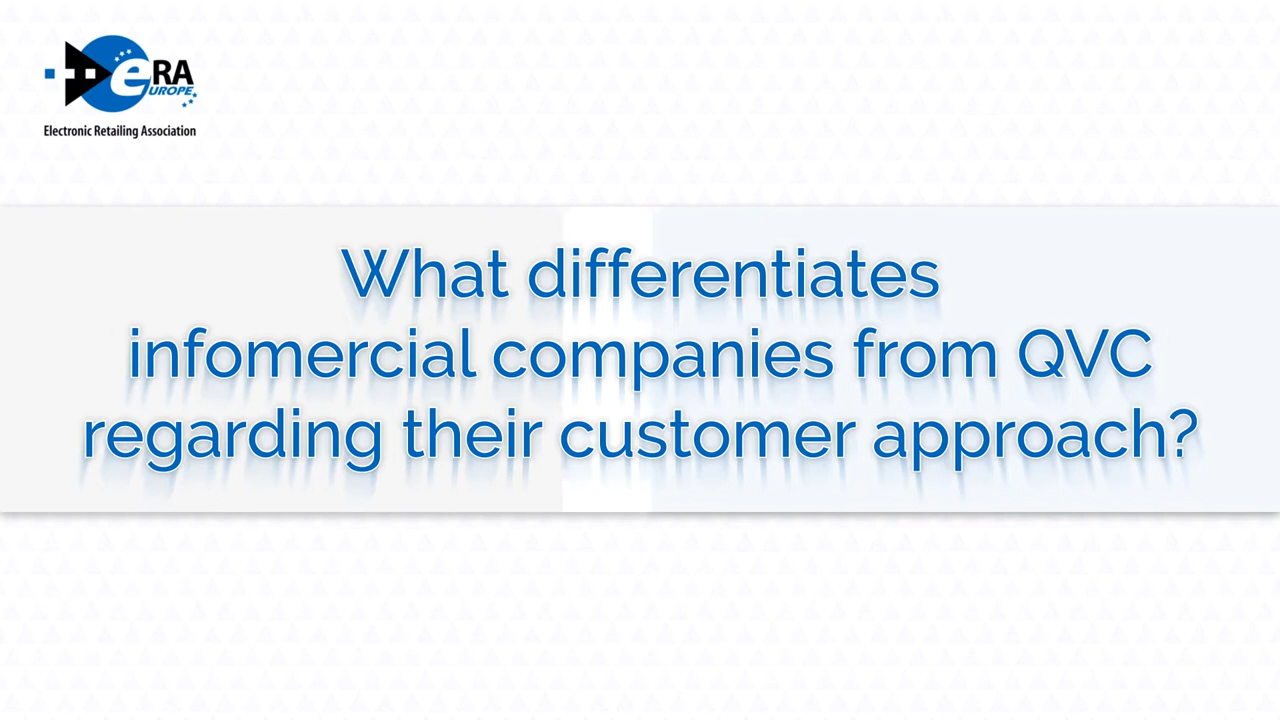 eRA
EUROPE
Electronic Retailing Association
What differentiates
infomercial companies from QVC
regarding their customer approach?